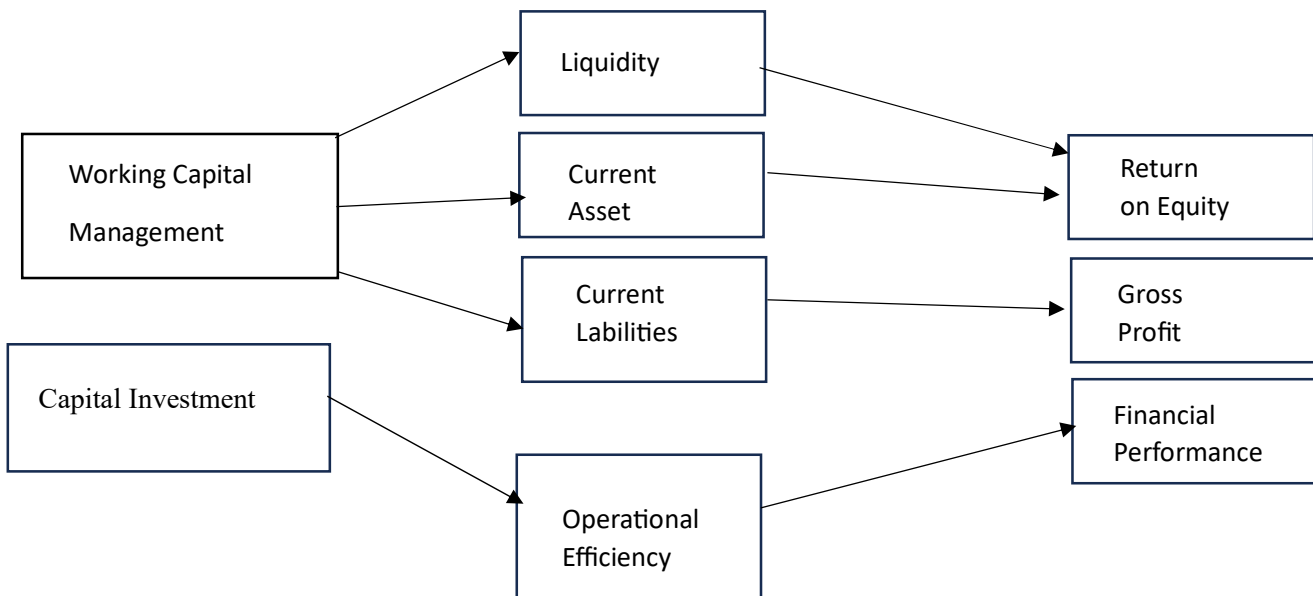 Liquidity
Working Capital
Management
Current
Asset
Return
on Equity
Current
Labilities
Gross
Profit
Capital Investment
Financial
Performance
Operational
Efficiency